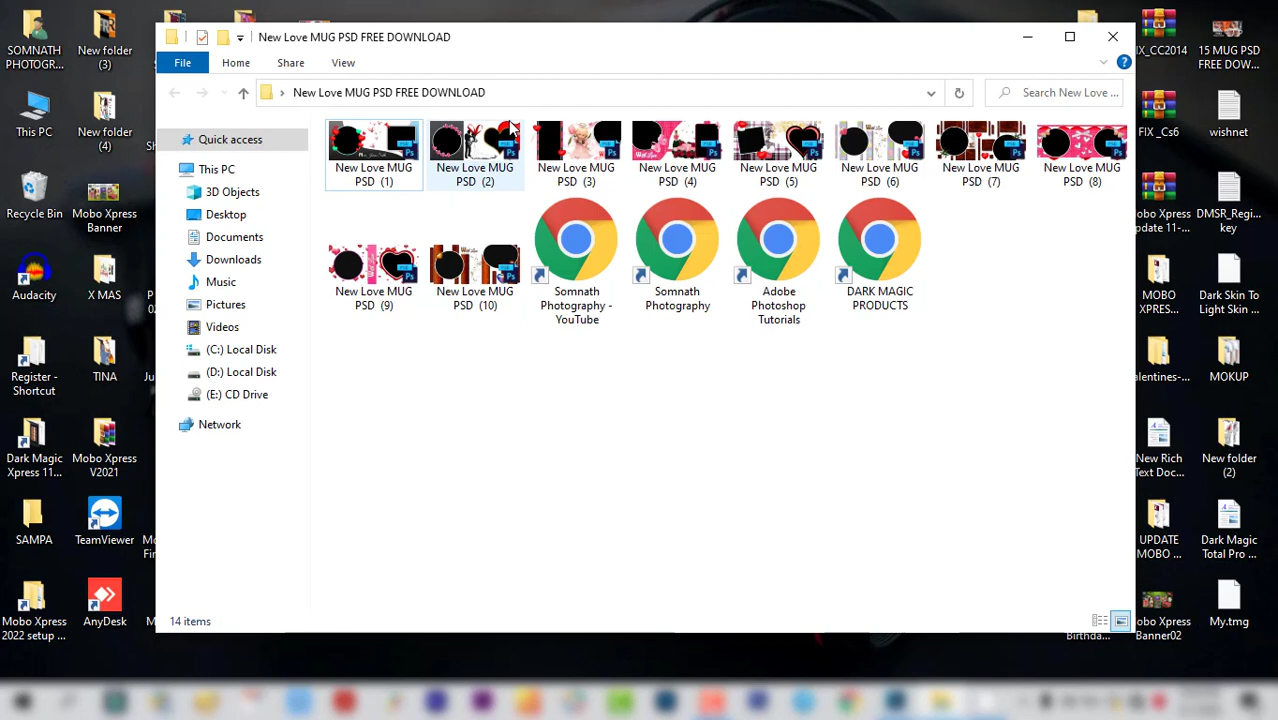 New Love MUG PSD FREE DOWNLOAD
File Home Share View
New Love MUG PSD FREE DOWNLOAD
Search New Love ...
Quick access
This PC
3D Objects
Desktop
Documents
Downloads
Music
Pictures
Videos
(C:) Local Disk
(D:) Local Disk
(E:) CD Drive
Network
New Love MUG
PSD (1)
New Love MUG
PSD (2)
New Love MUG
PSD (3)
New Love MUG
PSD (4)
New Love MUG
PSD (5)
New Love MUG
PSD (6)
New Love MUG
PSD (7)
New Love MUG
PSD (8)
New Love MUG
PSD (9)
New Love MUG
PSD (10)
Somnath
Photography -
YouTube
Somnath
Photography
Adobe
Photoshop
Tutorials
DARK MAGIC
PRODUCTS
14 items
SOMNATH
PHOTOGR...
New folder
(3)
This PC
New folder
(4)
Recycle Bin
Mobo Xpress
Banner
Audacity
X MAS
Register -
Shortcut
TINA
Dark Magic
Xpress 11...
Mobo Xpress
V2021
SAMPA
TeamViewer
Mobo Xpress
2022 setup ...
AnyDesk
IX_CC2014
15 MUG PSD
FREE DOW...
FIX _Cs6
wishnet
Mobo Xpress
pdate 11-...
DMSR_Regi...
key
MOBO
XPRES...
Dark Skin To
Light Skin ...
alentines-...
MOKUP
New Rich
Text Doc...
New folder
(2)
UPDATE
MOBO ...
Dark Magic
Total Pro ...
Mobo Xpress
Banner02
My.tmg